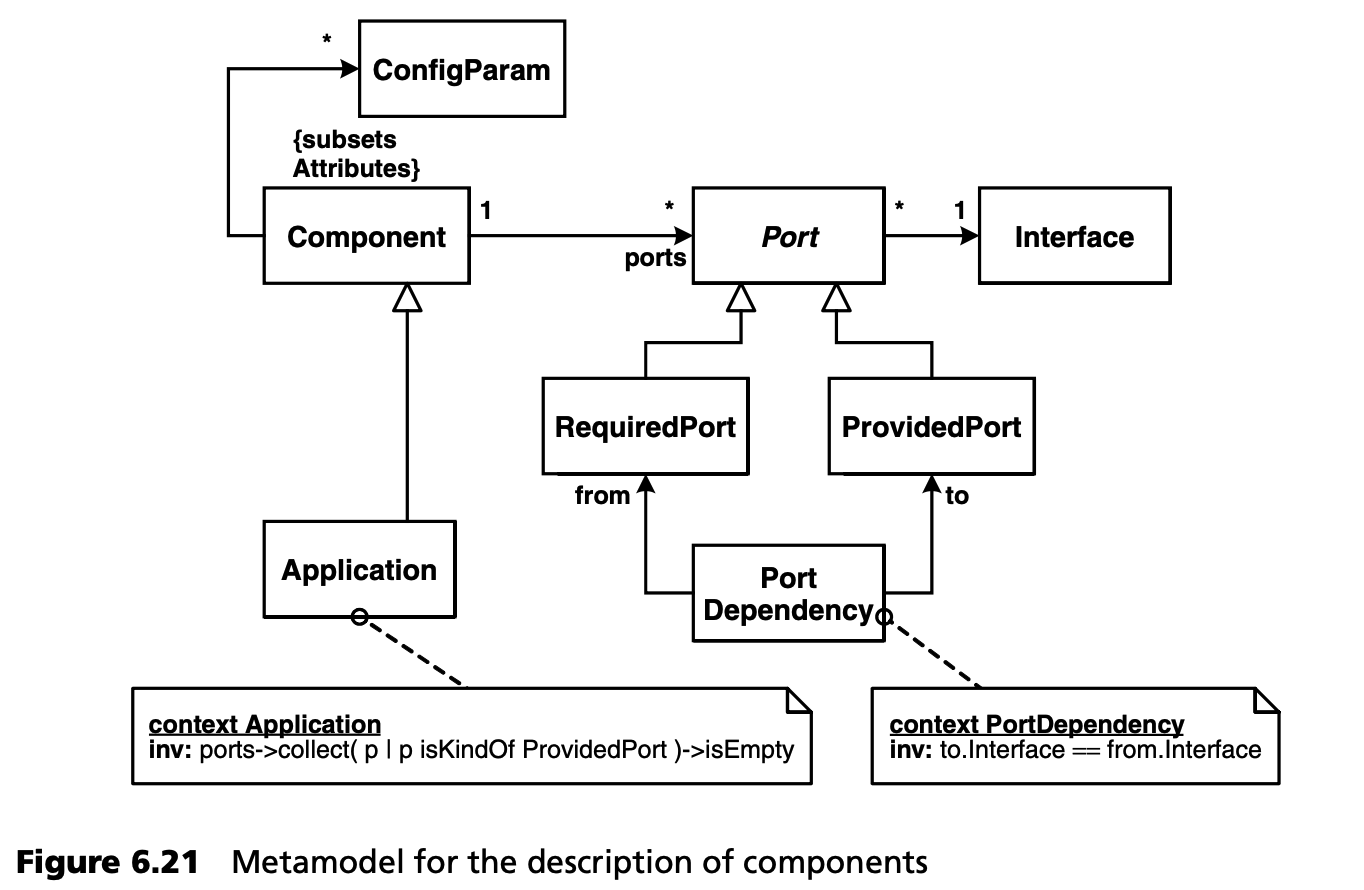 *
ConfigParam
{subsets
Attributes}
Component
1
*
ports
Port
*
1
Interface
RequiredPort
ProvidedPort
from
to
Application
Port
Dependency
context Application
inv: ports->collect( p | p isKindOf ProvidedPort )->isEmpty
context PortDependency
inv: to.Interface == from.Interface
Figure 6.21 Metamodel for the description of components